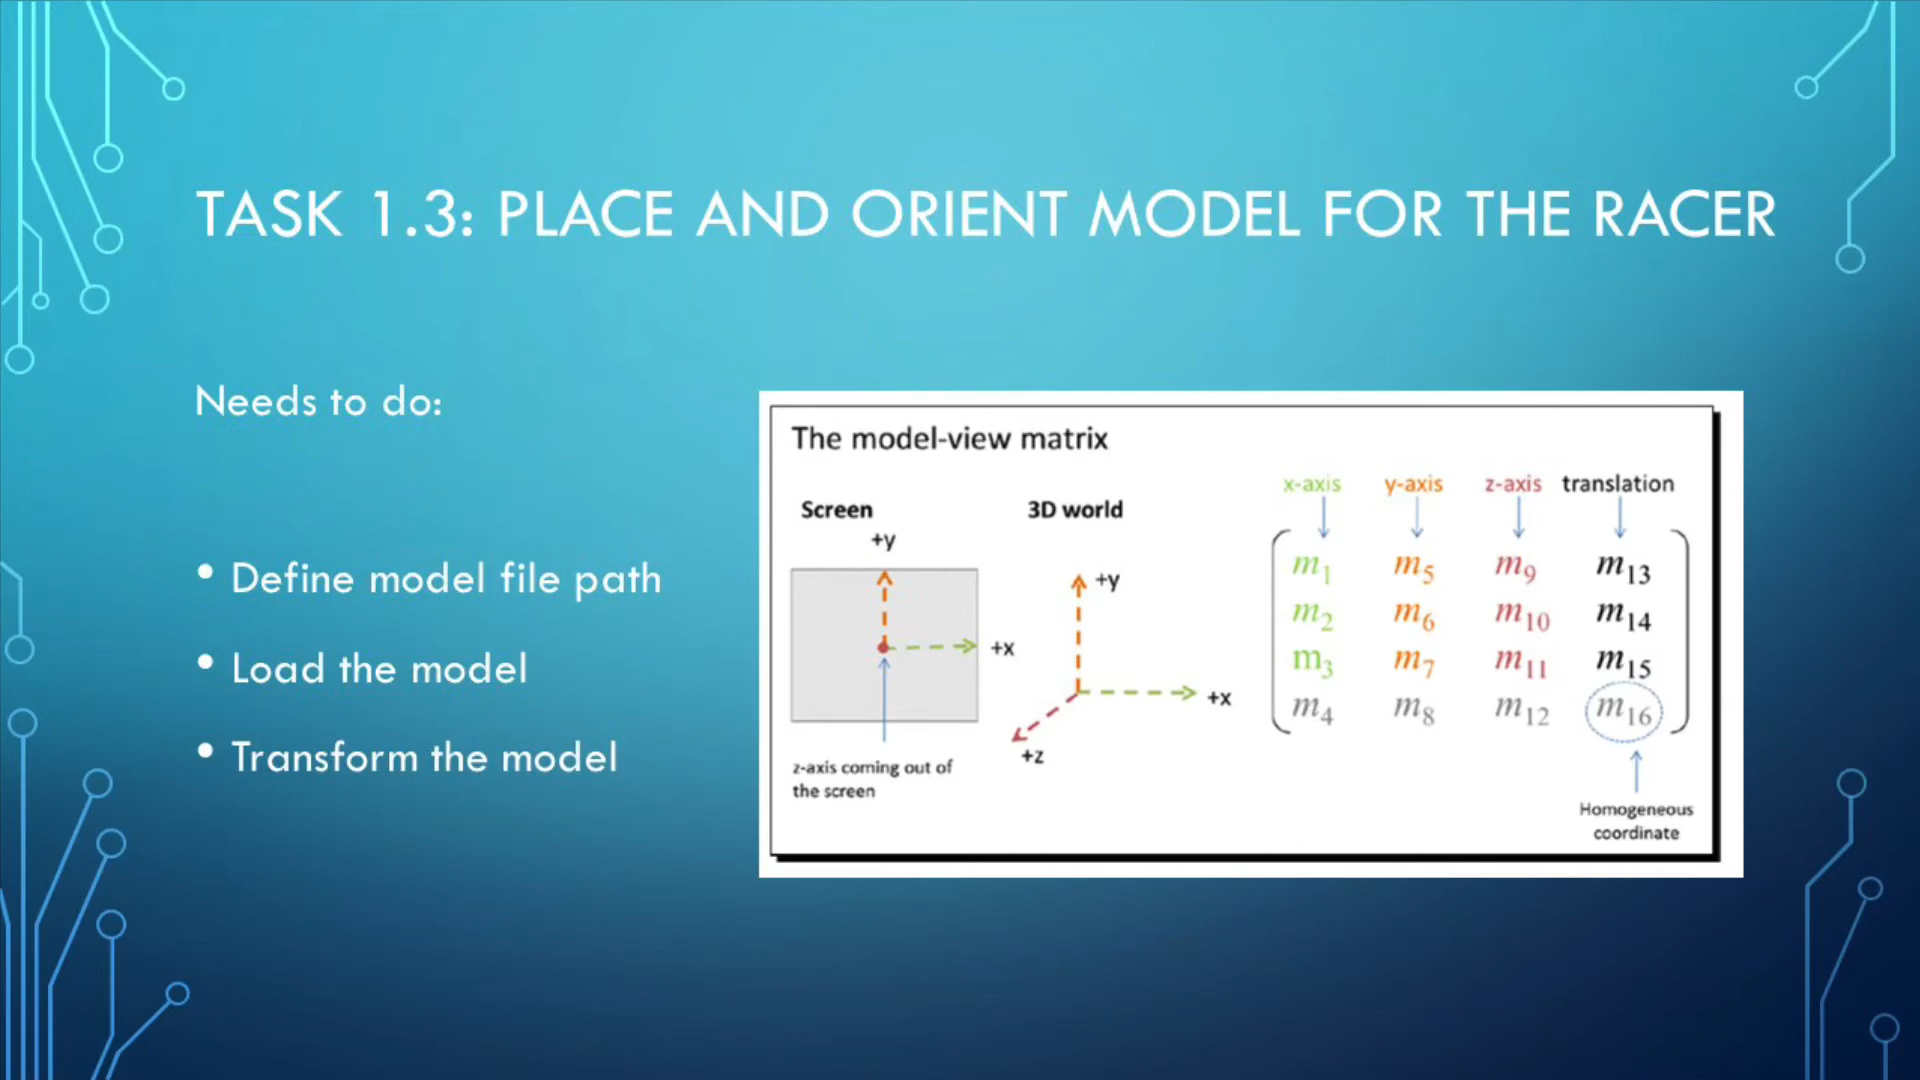 TASK 1.3: PLACE AND ORIENT MODEL FOR THE RACER
Needs to do:
• Define model file path
• Load the model
• Transform the model
The model-view matrix
Screen
+y
+x
z-axis coming out of
the screen
3D world
+y
+x
+z
x-axis y-axis z-axis translation
m1 m5 m9 m13
m2 m6 m10 m14
m3 m7 m11 m15
m4 m8 m12 m16
Homogeneous
coordinate